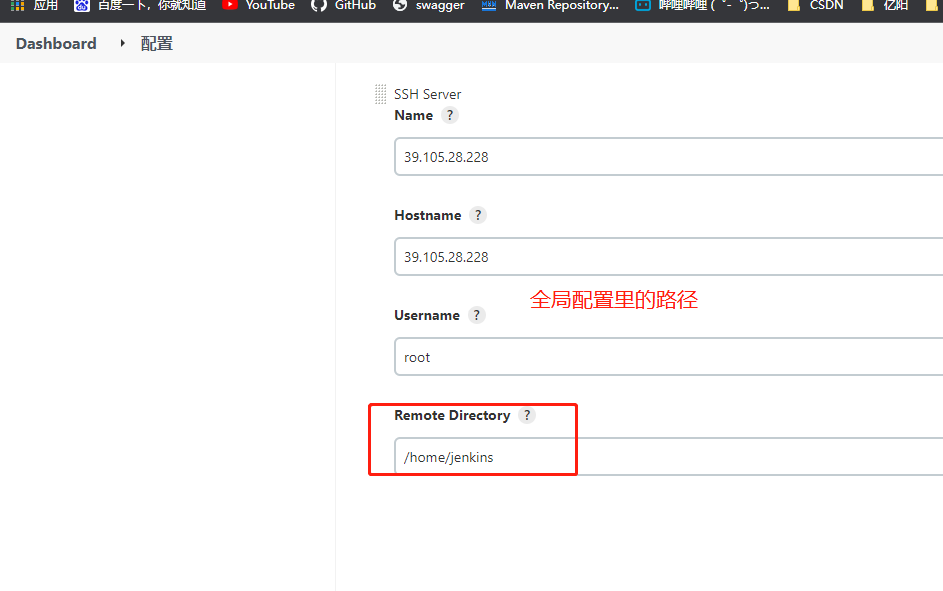 应用 百度一下，你就知道 YouTube GitHub swagger Maven Repository... 哔哩哔哩 (゜-゜)つ... CSDN 亿阳
Dashboard 配置
SSH Server
Name ?
39.105.28.228
Hostname ?
39.105.28.228
全局配置里的路径
Username ?
root
Remote Directory ?
/home/jenkins